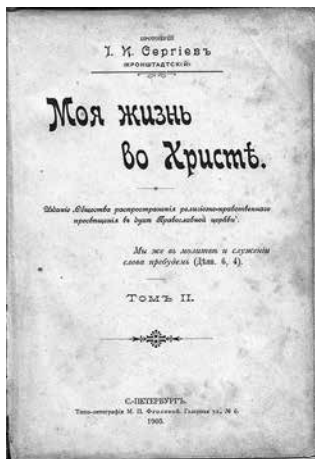 ПРОТОІЕРЕЙ
І. И. Сергіевъ
(КРОНШТАДТСКІЙ)
Моя жизнь
во Христѣ.
Изданіе „Общества распространенія религіозно-нравственнаго
просвѣщенія въ духѣ Православной церкви".
Мы же въ молитвѣ и служеніи
слова пребудемъ (Дѣян. 6, 4).
Томъ II.
С.-ПЕТЕРБУРГЪ.
Типо-литографія М. П. Фроловой. Галерная ул., № 6.